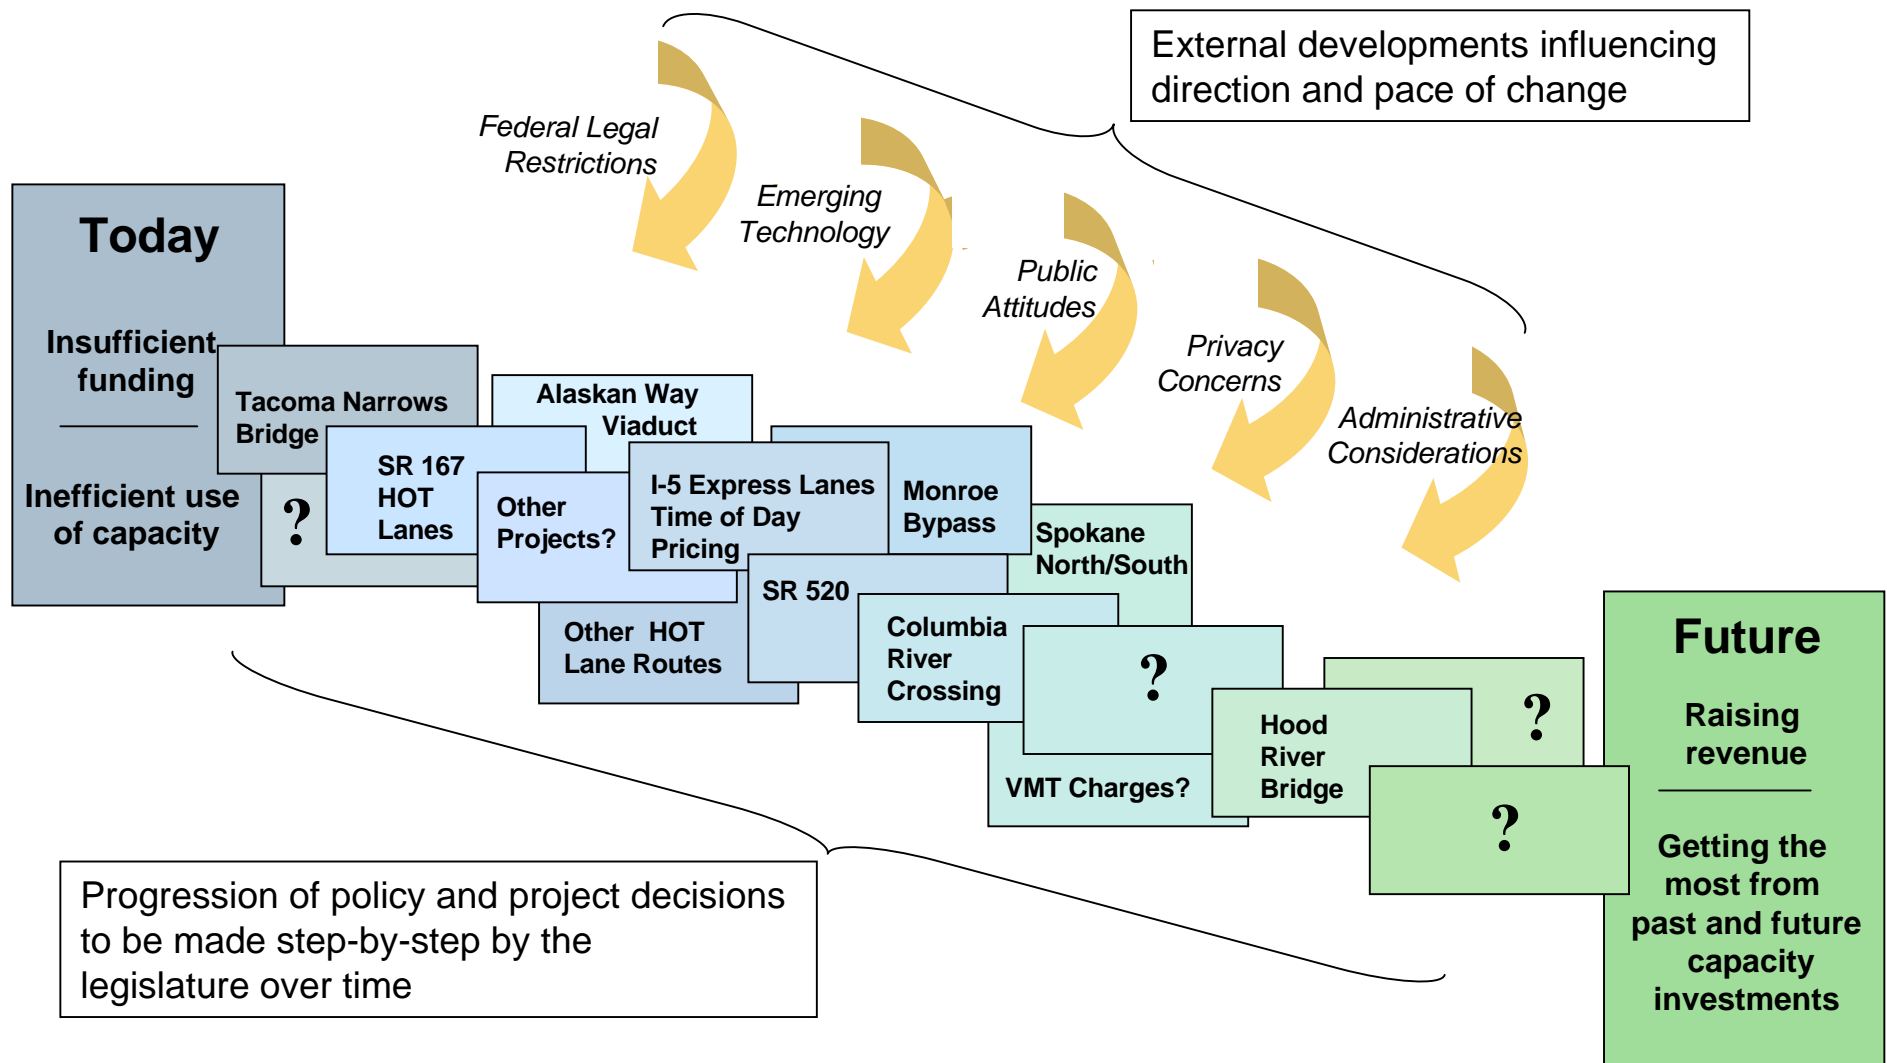 External developments influencing
direction and pace of change
Federal Legal
Restrictions
Emerging
Technology
Public
Attitudes
Privacy
Concerns
Administrative
Considerations
Today
Insufficient
funding
Inefficient use
of capacity
Tacoma Narrows
Bridge
?
SR 167
HOT
Lanes
Alaskan Way
Viaduct
Other
Projects?
I-5 Express Lanes
Time of Day
Pricing
Monroe
Bypass
Other HOT
Lane Routes
SR 520
Spokane
North/South
Columbia
River
Crossing
?
VMT Charges?
Hood
River
Bridge
?
?
Future
Raising
revenue
Getting the
most from
past and future
capacity
investments
Progression of policy and project decisions
to be made step-by-step by the
legislature over time